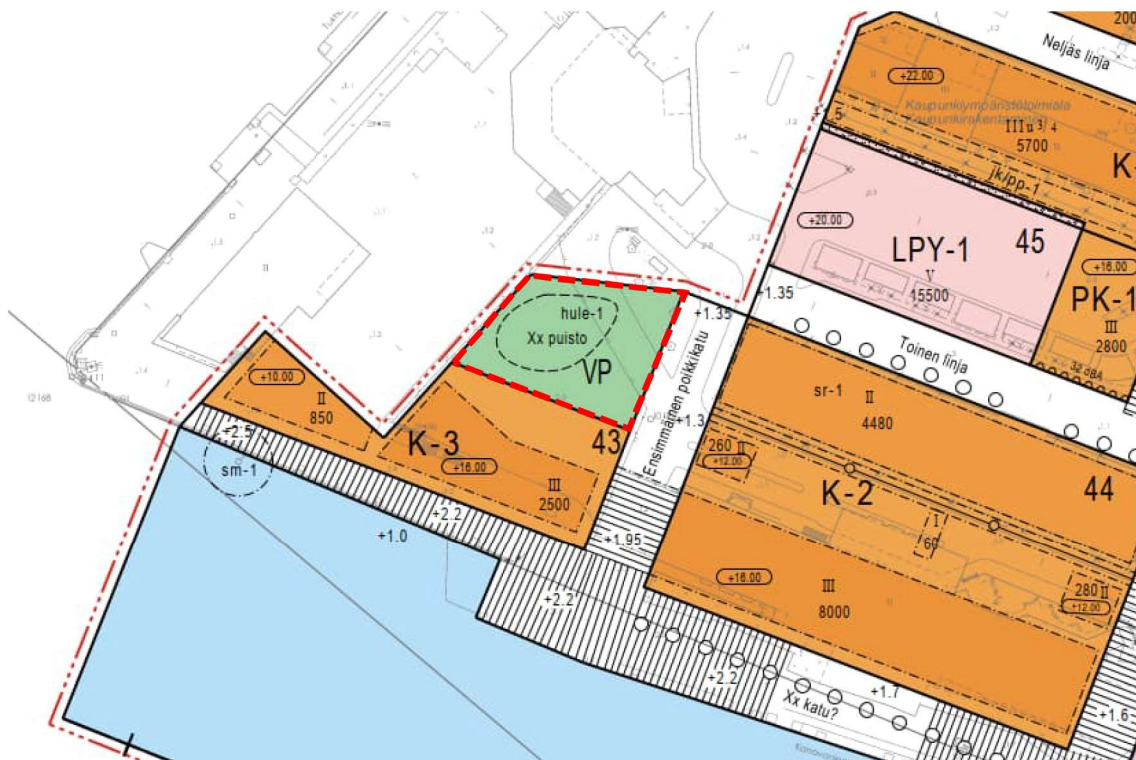 Neljäs linja
+22.00
Kaupunkiympäristötoimiala
Kaupunkirakentaminen
III u 3/4
5700
K-
5
jk/pp-1
+20.00
LPY-1
45
V
15500
+16.00
PK-1
III
2800
32 dBA
+1.35
Toinen linja
hule-1
Xx puisto
VP
+1.35
Ensimmäinen poikkikatu
+1.3
+10.00
II
850
K-3
43
+16.00
III
2500
+2.5
sm-1
+2.2
+1.0
+1.95
sr-1
II
4480
260 II
+12.00
K-2
44
I
60
280 II
+12.00
+16.00
III
8000
+2.2
+2.2
+1.7
Xx katu?
+1.6